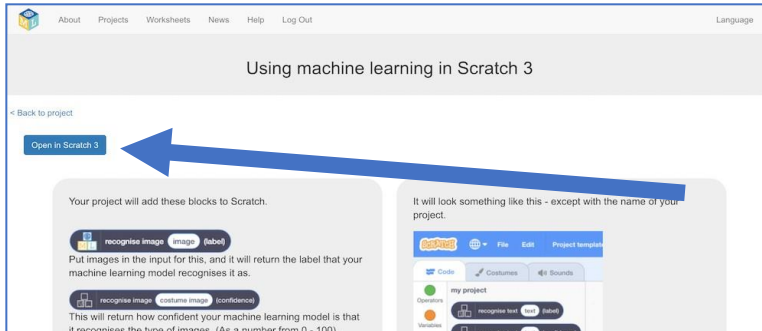 About Projects Worksheets News Help Log Out Language
Using machine learning in Scratch 3
< Back to project
Open in Scratch 3
Your project will add these blocks to Scratch.
recognise image image (label)
Put images in the input for this, and it will return the label that your
machine learning model recognises it as.
recognise image costume image (confidence)
This will return how confident your machine learning model is that
it recognises the type of images. (As a number from 0 - 100)
It will look something like this - except with the name of your
project.
SCRATCH File Edit Project template
Code Costumes Sounds
Operators
my project
recognise text text (label)
Variables